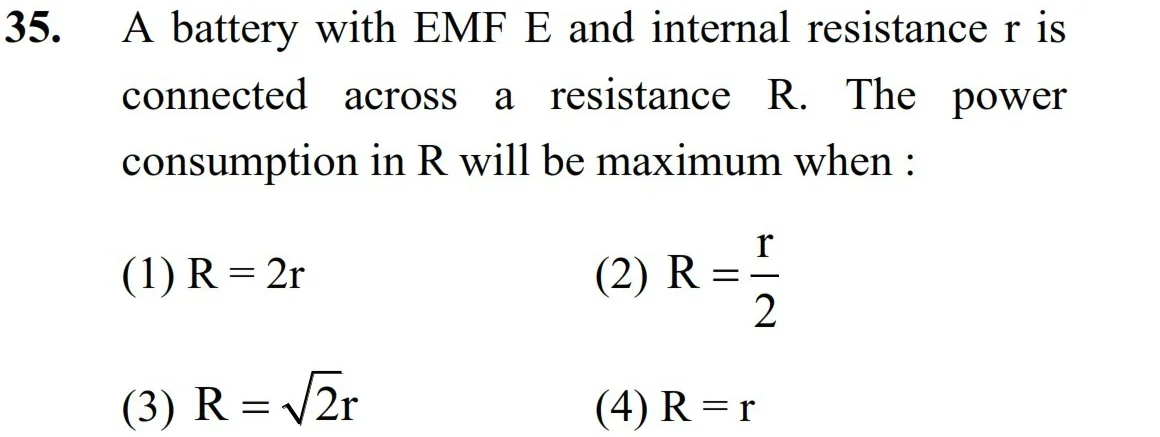 35. A battery with EMF E and internal resistance r is
connected across a resistance R. The power
consumption in R will be maximum when :
(1) R = 2r (2) R = r/2
(3) R = √2r (4) R = r